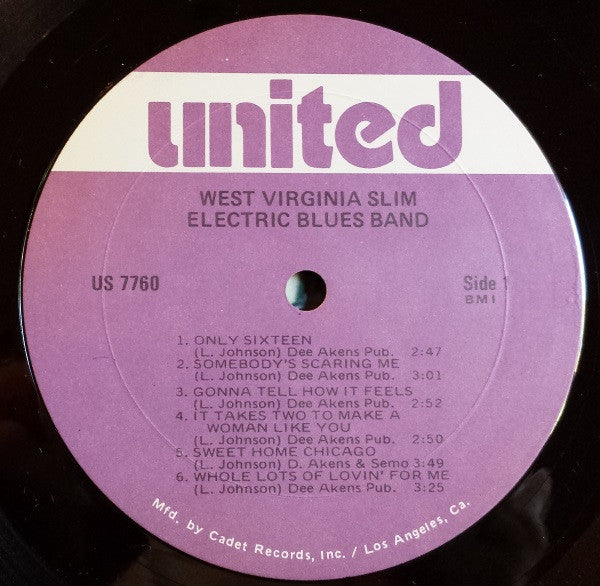 united
WEST VIRGINIA SLIM
ELECTRIC BLUES BAND
US 7760
Side 1
BMI
1. ONLY SIXTEEN
(L. Johnson) Dee Akens Pub. 2:47
2. SOMEBODY'S SCARING ME
(L. Johnson) Dee Akens Pub. 3:01
3. GONNA TELL HOW IT FEELS
(L. Johnson) Dee Akens Pub. 2:52
4. IT TAKES TWO TO MAKE A
WOMAN LIKE YOU
(L. Johnson) Dee Akens Pub. 2:50
5. SWEET HOME CHICAGO
(L. Johnson) D. Akens & Semo 3:49
6. WHOLE LOTS OF LOVIN' FOR ME
(L. Johnson) Dee Akens Pub. 3:25
Mfd. by Cadet Records, Inc. / Los Angeles, Ca.